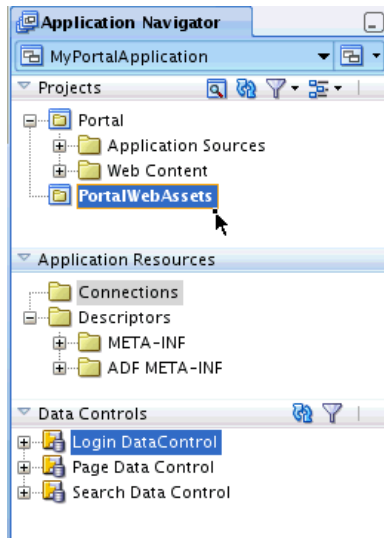 Application Navigator
MyPortalApplication
Projects
Portal
Application Sources
Web Content
PortalWebAssets
Application Resources
Connections
Descriptors
META-INF
ADF META-INF
Data Controls
Login DataControl
Page Data Control
Search Data Control